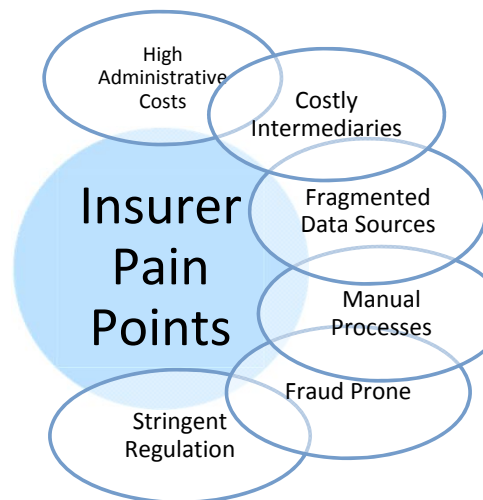 High
Administrative
Costs
Costly
Intermediaries
Insurer
Pain
Points
Fragmented
Data Sources
Manual
Processes
Fraud Prone
Stringent
Regulation